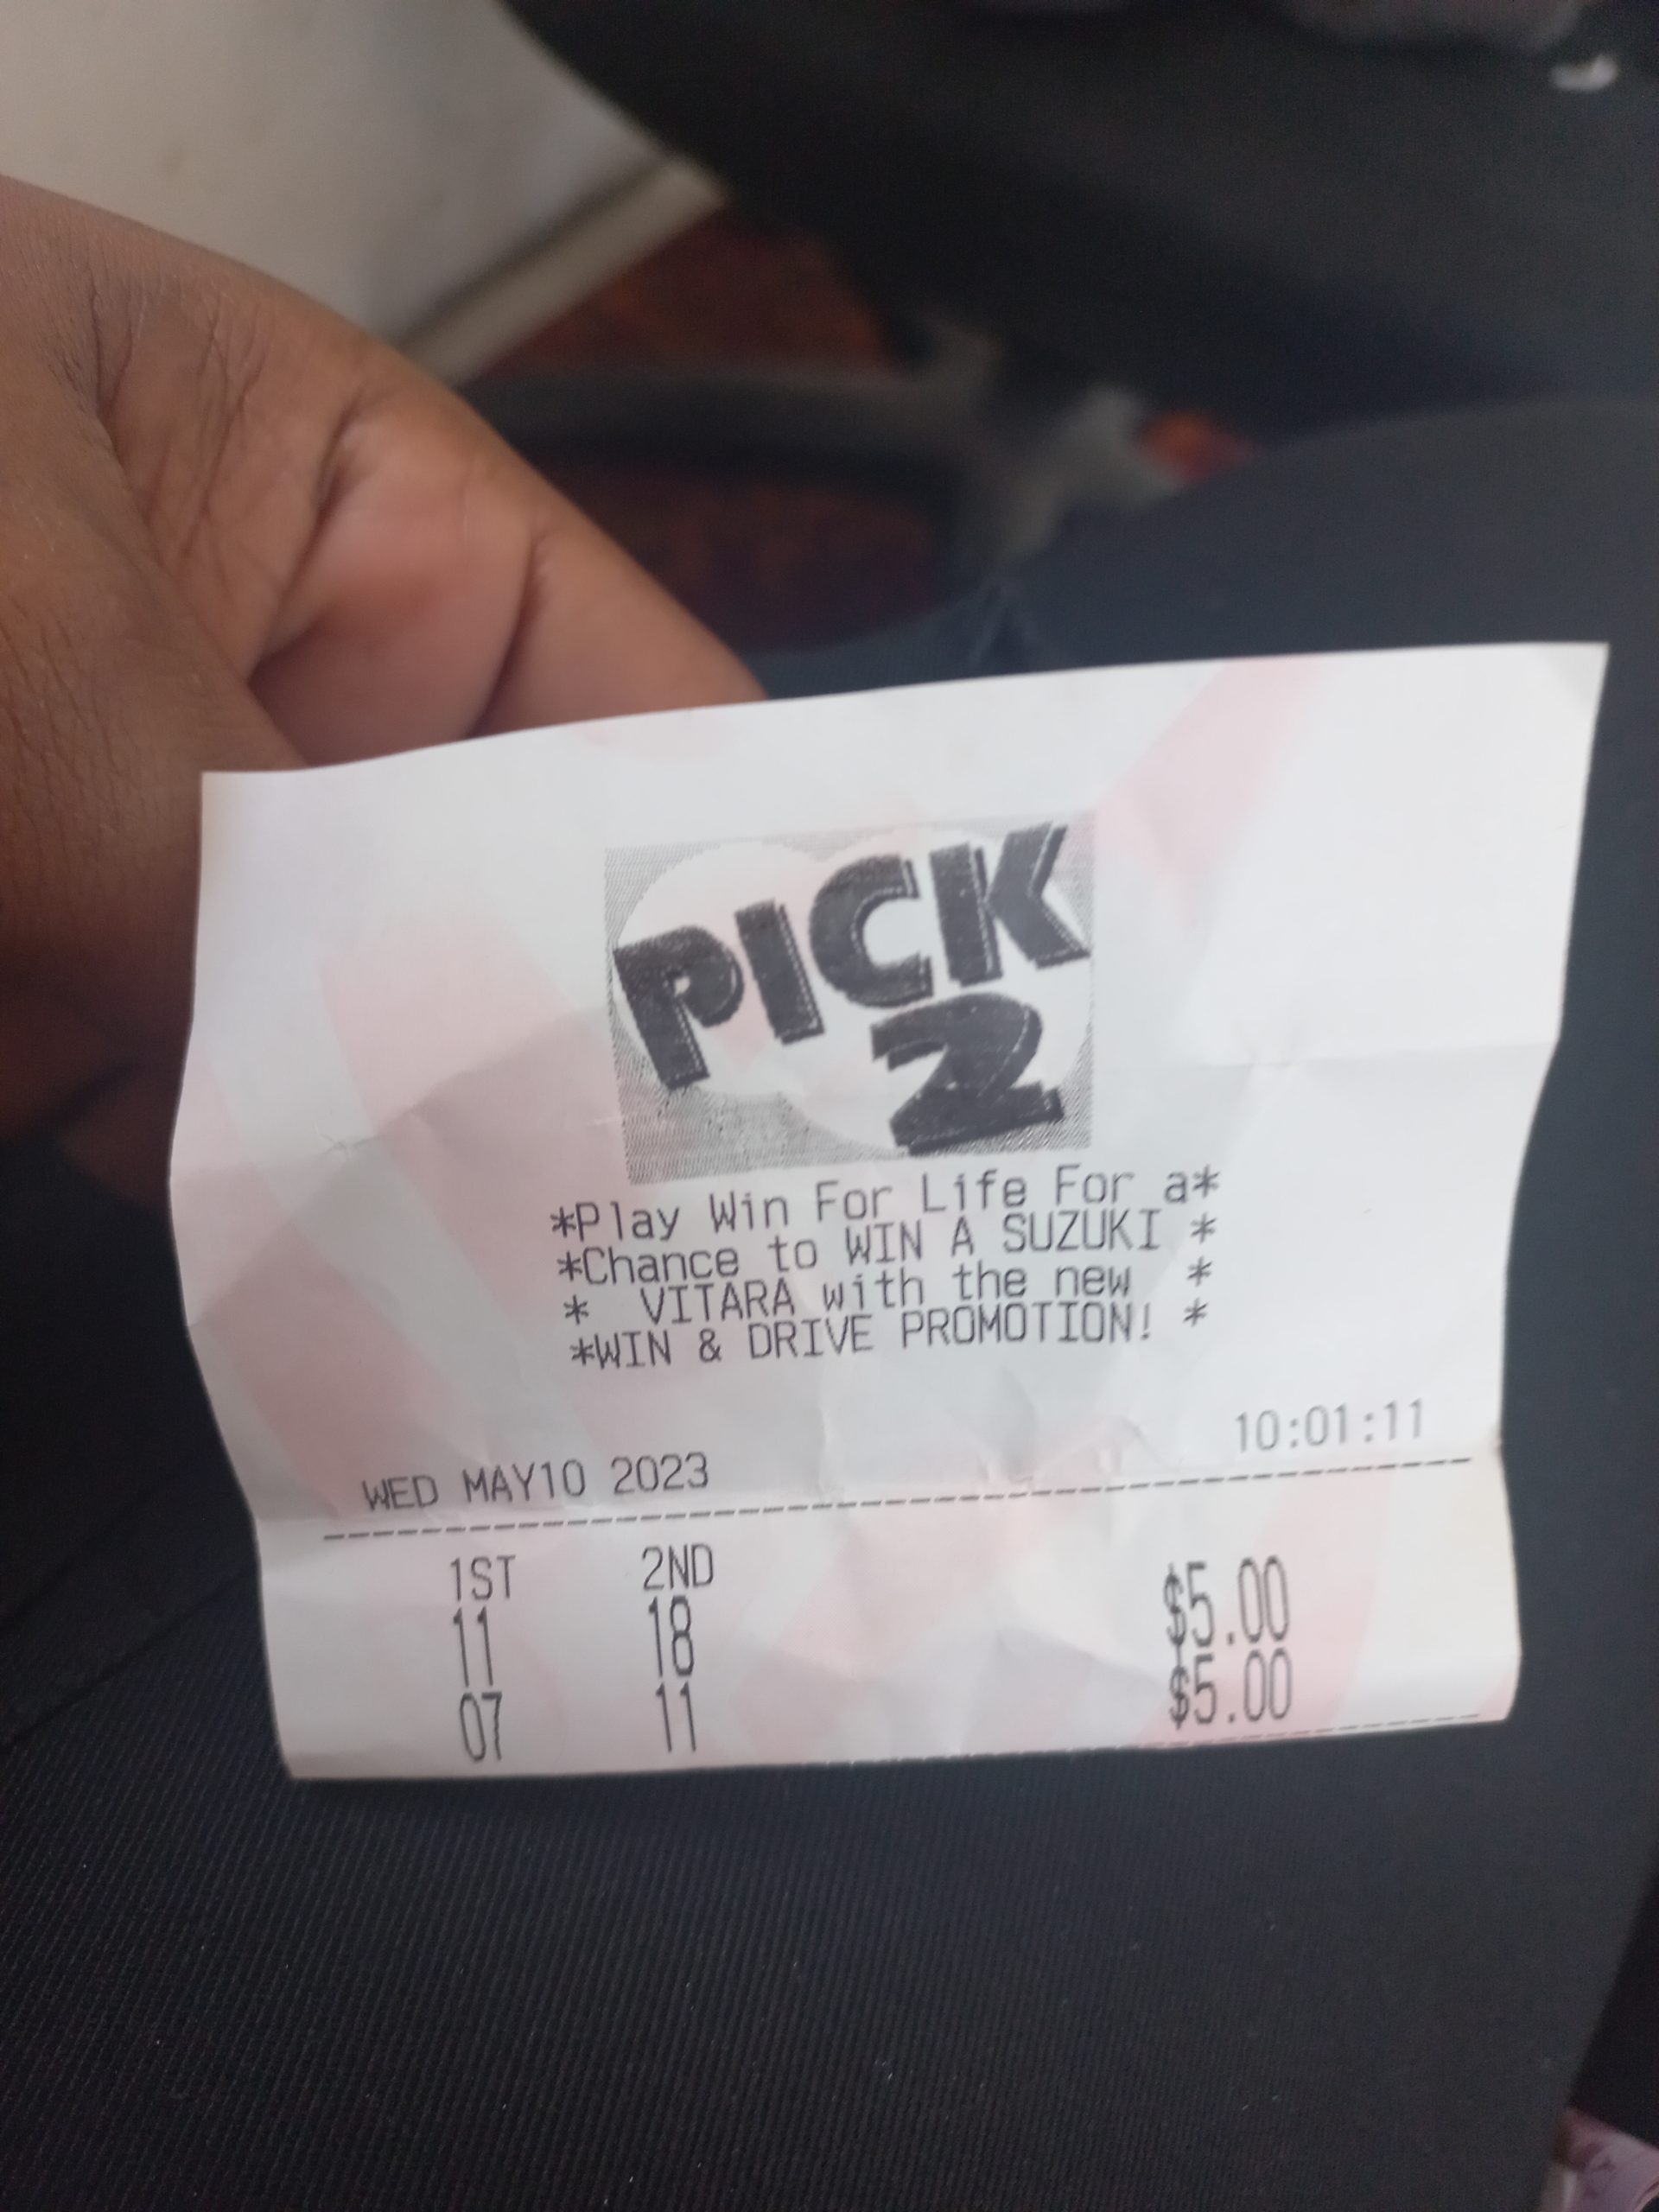 PICK
2
*Play Win For Life For a*
*Chance to WIN A SUZUKI *
* VITARA with the new *
*WIN & DRIVE PROMOTION! *
WED MAY10 2023 10:01:11
1ST 2ND
11 18 $5.00
07 11 $5.00